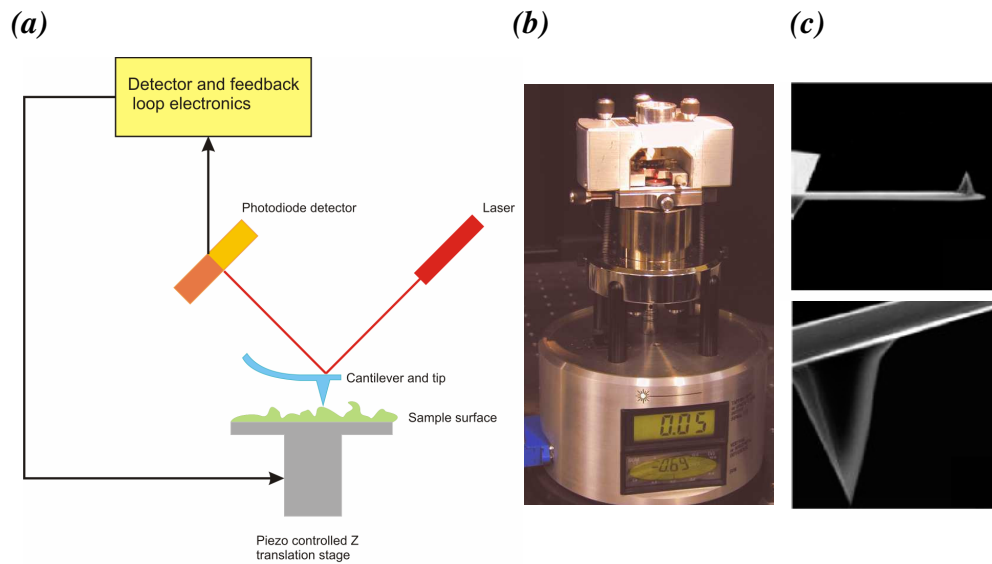 (a)
(b)
(c)
Detector and feedback
loop electronics
Photodiode detector
Laser
Cantilever and tip
Sample surface
Piezo controlled Z
translation stage
0.05
-0.69